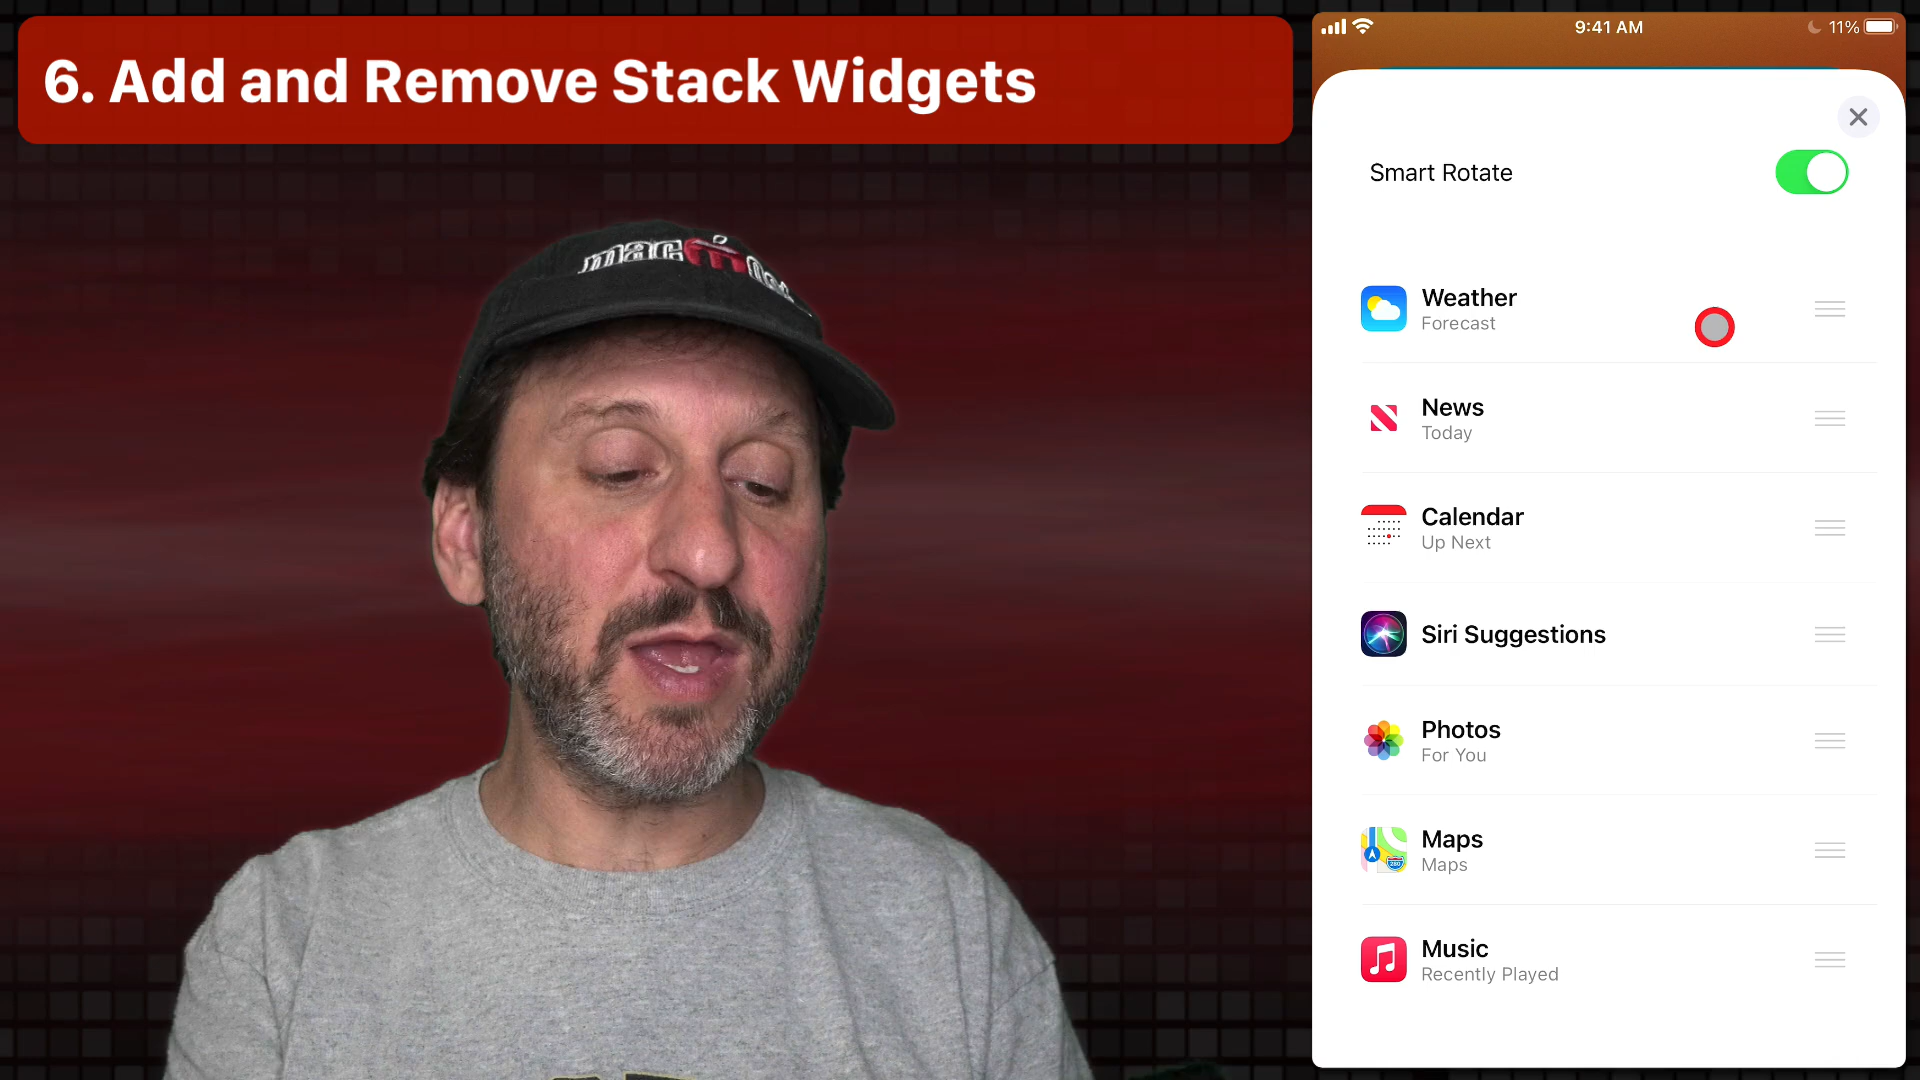 6. Add and Remove Stack Widgets
9:41 AM
11%
Smart Rotate
Weather
Forecast
News
Today
Calendar
Up Next
Siri Suggestions
Photos
For You
Maps
Maps
280
Music
Recently Played